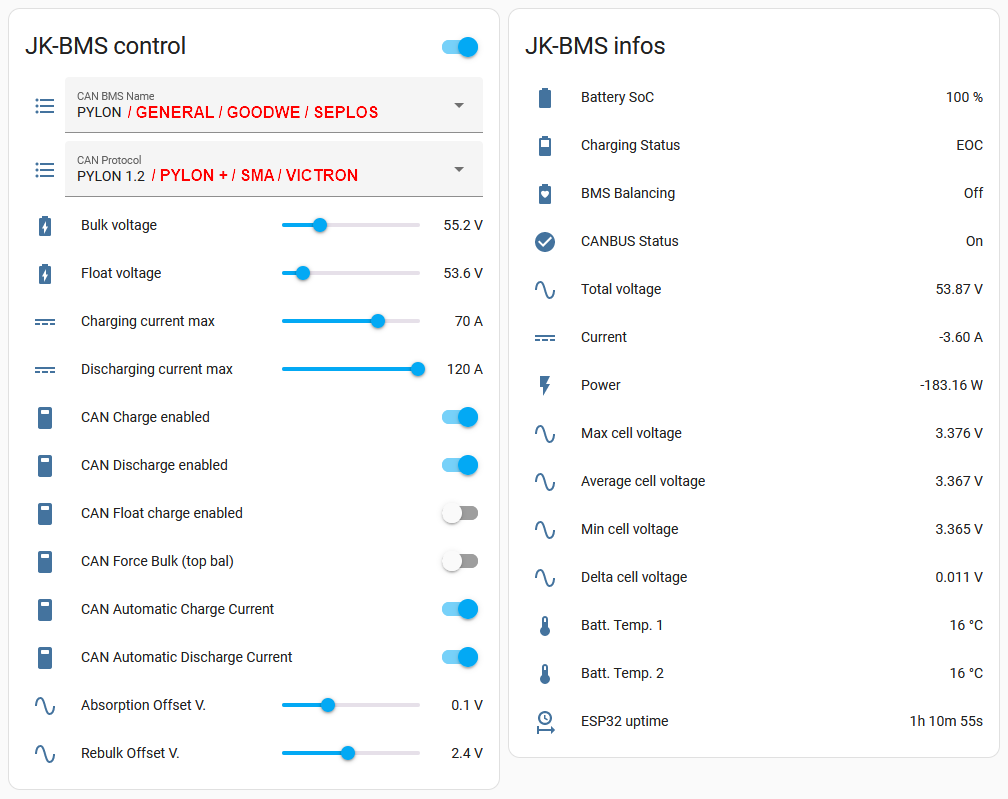 JK-BMS control
CAN BMS Name
PYLON / GENERAL / GOODWE / SEPLOS
CAN Protocol
PYLON 1.2 / PYLON + / SMA / VICTRON
Bulk voltage 55.2 V
Float voltage 53.6 V
Charging current max 70 A
Discharging current max 120 A
CAN Charge enabled
CAN Discharge enabled
CAN Float charge enabled
CAN Force Bulk (top bal)
CAN Automatic Charge Current
CAN Automatic Discharge Current
Absorption Offset V. 0.1 V
Rebulk Offset V. 2.4 V
JK-BMS infos
Battery SoC 100 %
Charging Status EOC
BMS Balancing Off
CANBUS Status On
Total voltage 53.87 V
Current -3.60 A
Power -183.16 W
Max cell voltage 3.376 V
Average cell voltage 3.367 V
Min cell voltage 3.365 V
Delta cell voltage 0.011 V
Batt. Temp. 1 16 °C
Batt. Temp. 2 16 °C
ESP32 uptime 1h 10m 55s